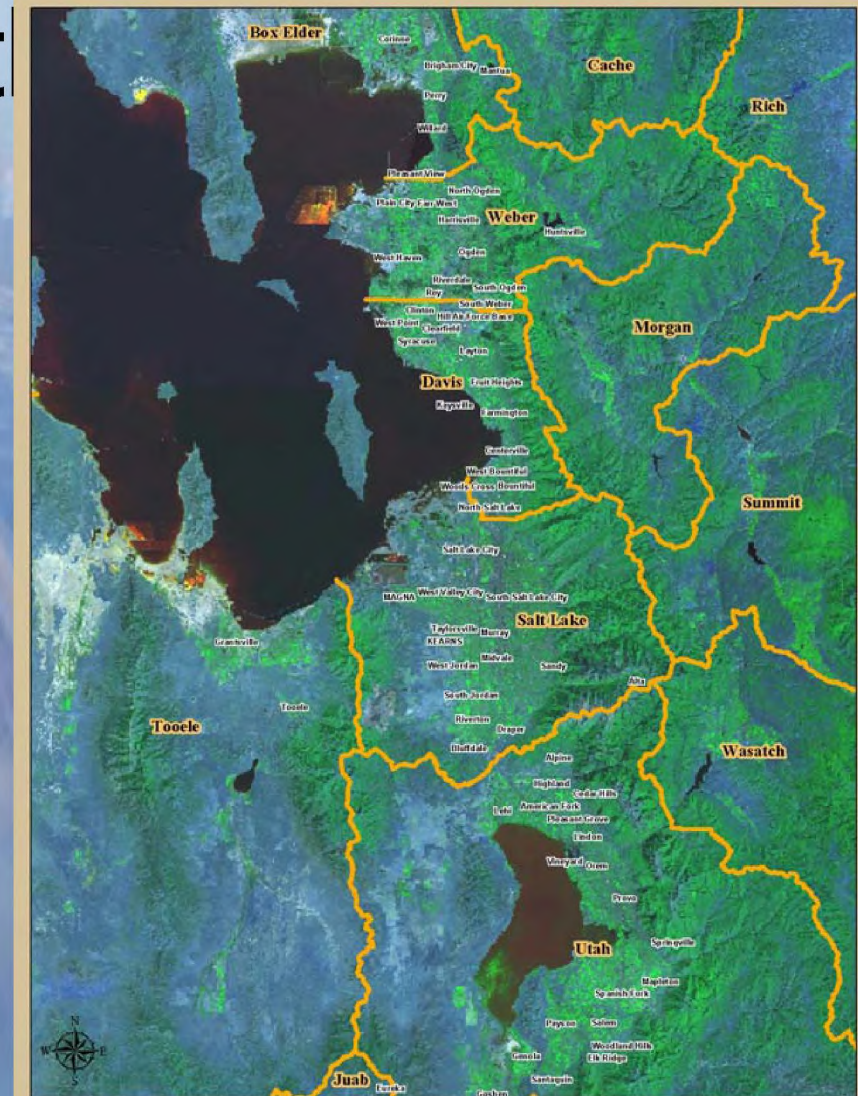 Box Elder
Corinne
Cache
Brigham City
Mantua
Perry
Rich
Willard
Pleasant View
North Ogden
Plain City Farr West
Weber
Harrisville
Huntsville
Ogden
West Haven
Riverdale
South Ogden
Roy
South Weber
Clinton
Hill Air Force Base
West Point
Clearfield
Morgan
Syracuse
Layton
Davis
Fruit Heights
Kaysville
Farmington
Centerville
West Bountiful
Woods Cross
Bountiful
Summit
North Salt Lake
Salt Lake City
MAGNA
West Valley City
South Salt Lake City
Salt Lake
Taylorsville
Murray
KEARNS
Grantsville
Midvale
West Jordan
Sandy
Alta
South Jordan
Tooele
Riverton
Tooele
Draper
Bluffdale
Wasatch
Alpine
Highland
Cedar Hills
Lehi
American Fork
Pleasant Grove
Lindon
Vineyard
Orem
Provo
Springville
Utah
Mapleton
Spanish Fork
Payson
Salem
N
W
E
S
Woodland Hills
Genola
Elk Ridge
Juab
Eureka
Santaquin
Goshen